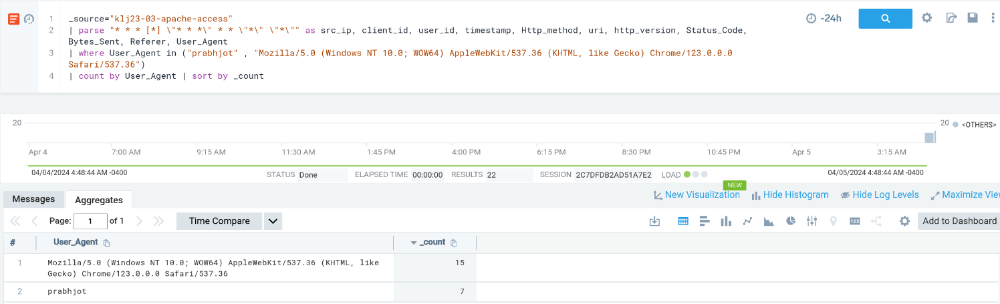 1 _source="klj23-03-apache-access"
-24h
2 | parse "* * * [*] \"* * *\" * * \"*\" \"*\"" as src_ip, client_id, user_id, timestamp, Http_method, uri, http_version, Status_Code,
Bytes_Sent, Referer, User_Agent
3 | where User_Agent in ("prabhjot" , "Mozilla/5.0 (Windows NT 10.0; WOW64) AppleWebKit/537.36 (KHTML, like Gecko) Chrome/123.0.0.0
Safari/537.36")
4 | count by User_Agent | sort by _count
20 20 <OTHERS>
Apr 4 7:00 AM 9:15 AM 11:30 AM 1:45 PM 4:00 PM 6:15 PM 8:30 PM 10:45 PM Apr 5 3:15 AM
04/04/2024 4:48:44 AM -0400 STATUS Done ELAPSED TIME 00:00:00 RESULTS 22 SESSION 2C7DFDB2AD51A7E2 LOAD 04/05/2024 4:48:44 AM -0400
NEW
Messages Aggregates New Visualization Hide Histogram Hide Log Levels Maximize Vie
Page: 1 of 1 Time Compare 123 Add to Dashboard
# User_Agent _count
1 Mozilla/5.0 (Windows NT 10.0; WOW64) AppleWebKit/537.36 (KHTML, like 15
Gecko) Chrome/123.0.0.0 Safari/537.36
2 prabhjot 7